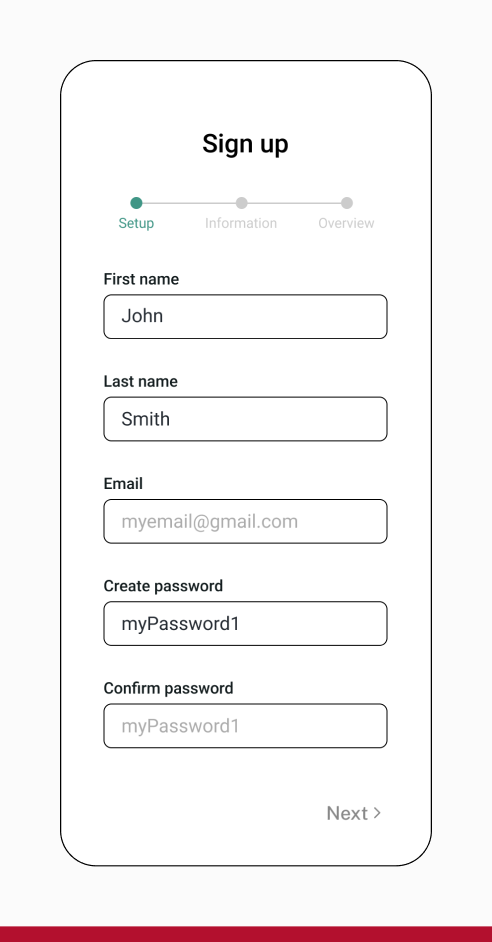 Sign up
Setup Information Overview
First name
John
Last name
Smith
Email
myemail@gmail.com
Create password
myPassword1
Confirm password
myPassword1
Next >